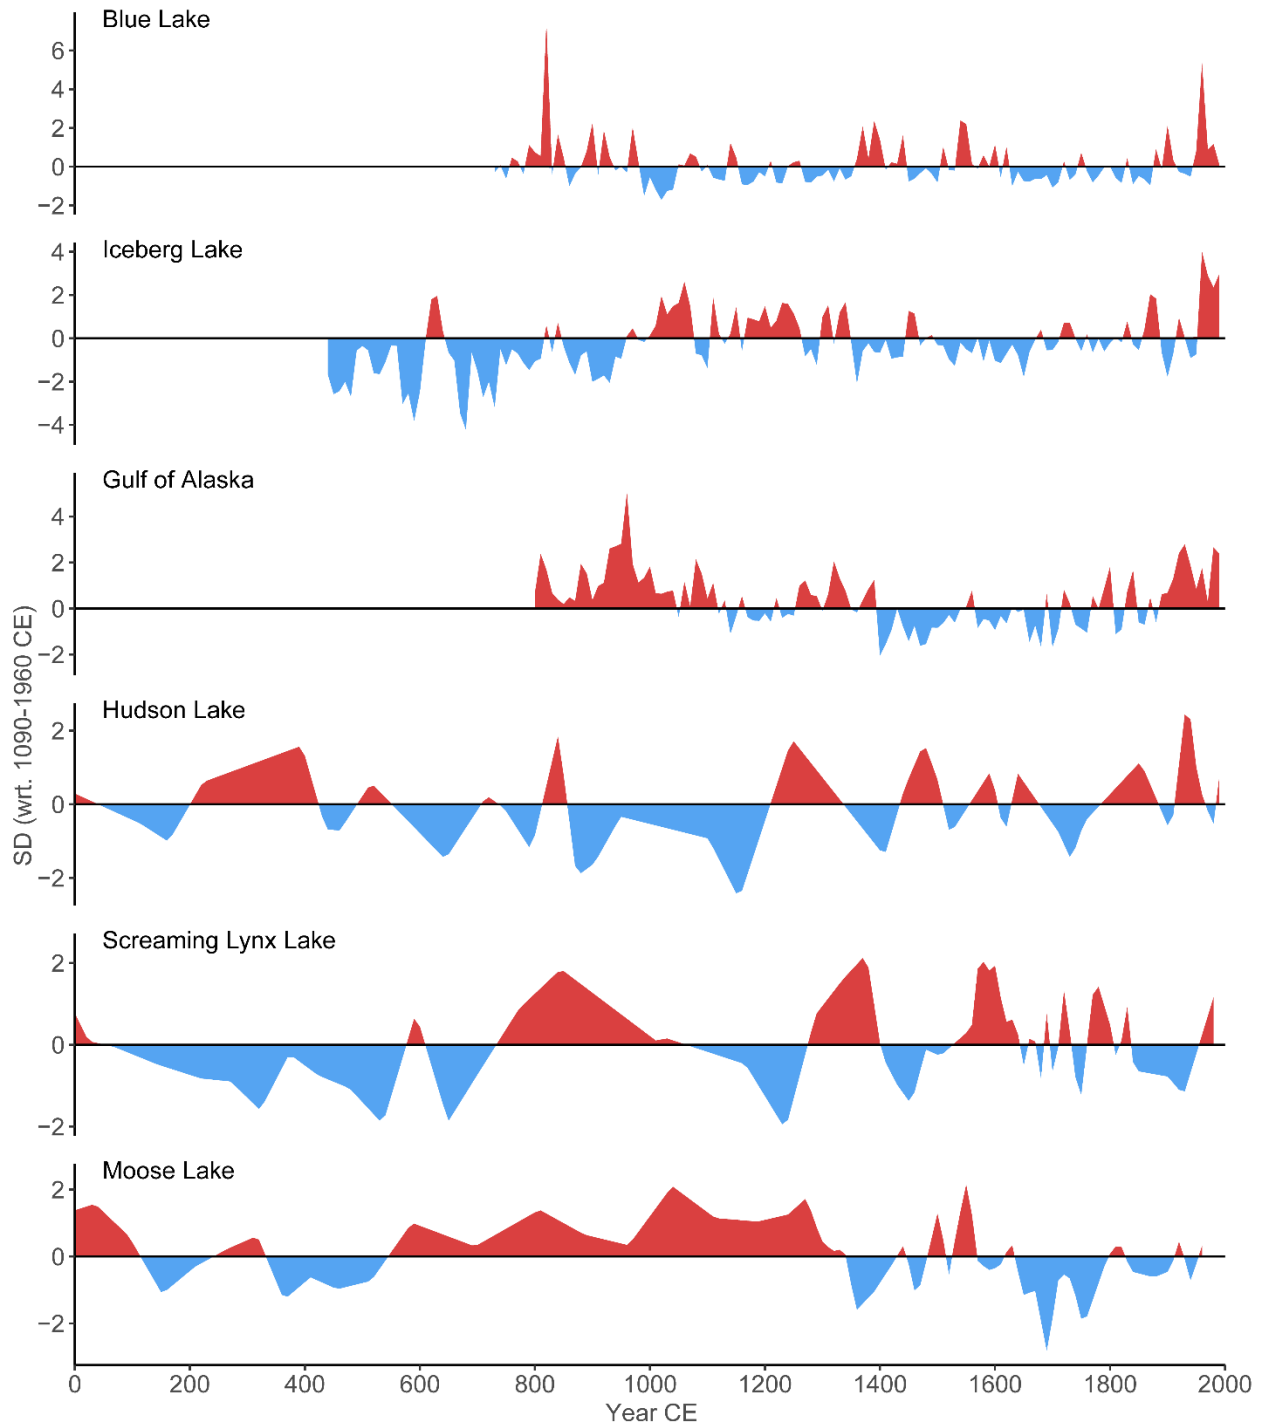 Blue Lake
6
4
2
0
−2
Iceberg Lake
4
2
0
−2
−4
Gulf of Alaska
4
2
0
−2
SD (wrt. 1090-1960 CE)
Hudson Lake
2
0
−2
Screaming Lynx Lake
2
0
−2
Moose Lake
2
0
−2
0 200 400 600 800 1000 1200 1400 1600 1800 2000
Year CE